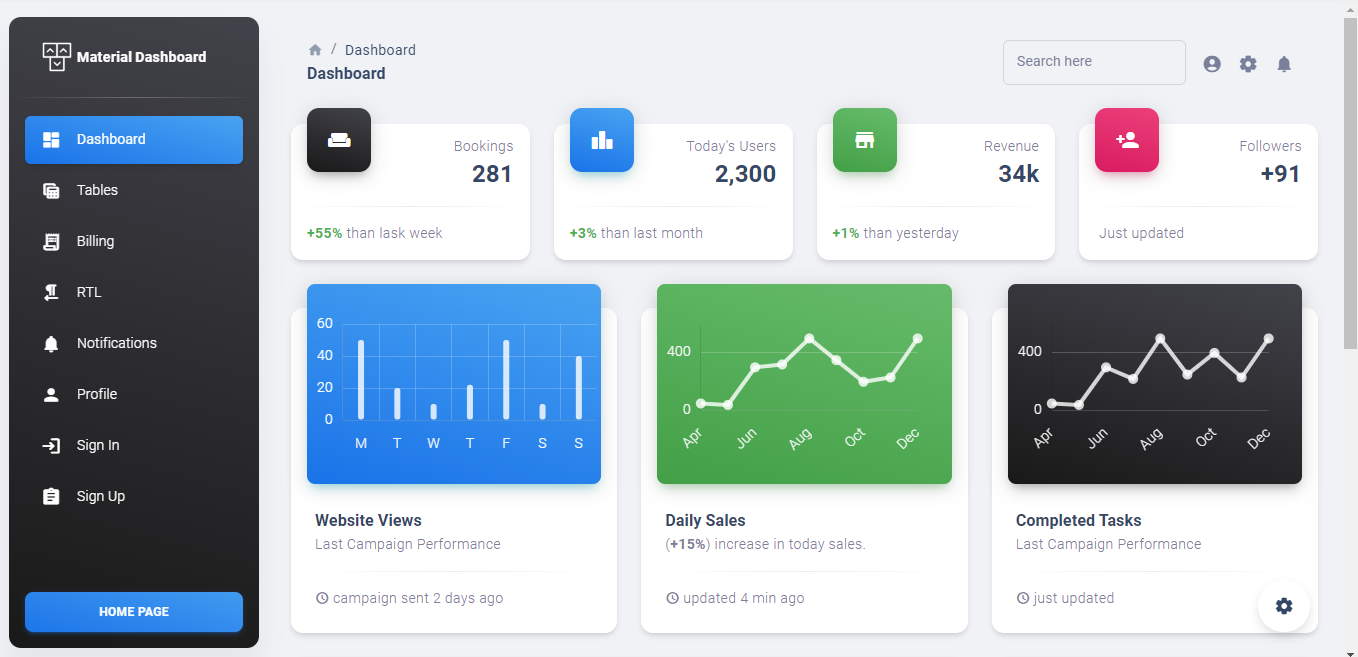 Material Dashboard
Dashboard
Tables
Billing
RTL
Notifications
Profile
Sign In
Sign Up
HOME PAGE
/ Dashboard
Dashboard
Search here
Bookings
281
+55% than lask week
Today's Users
2,300
+3% than last month
Revenue
34k
+1% than yesterday
Followers
+91
Just updated
60
40
20
0
M T W T F S S
Website Views
Last Campaign Performance
campaign sent 2 days ago
400
0
Apr Jun Aug Oct Dec
Daily Sales
(+15%) increase in today sales.
updated 4 min ago
400
0
Apr Jun Aug Oct Dec
Completed Tasks
Last Campaign Performance
just updated